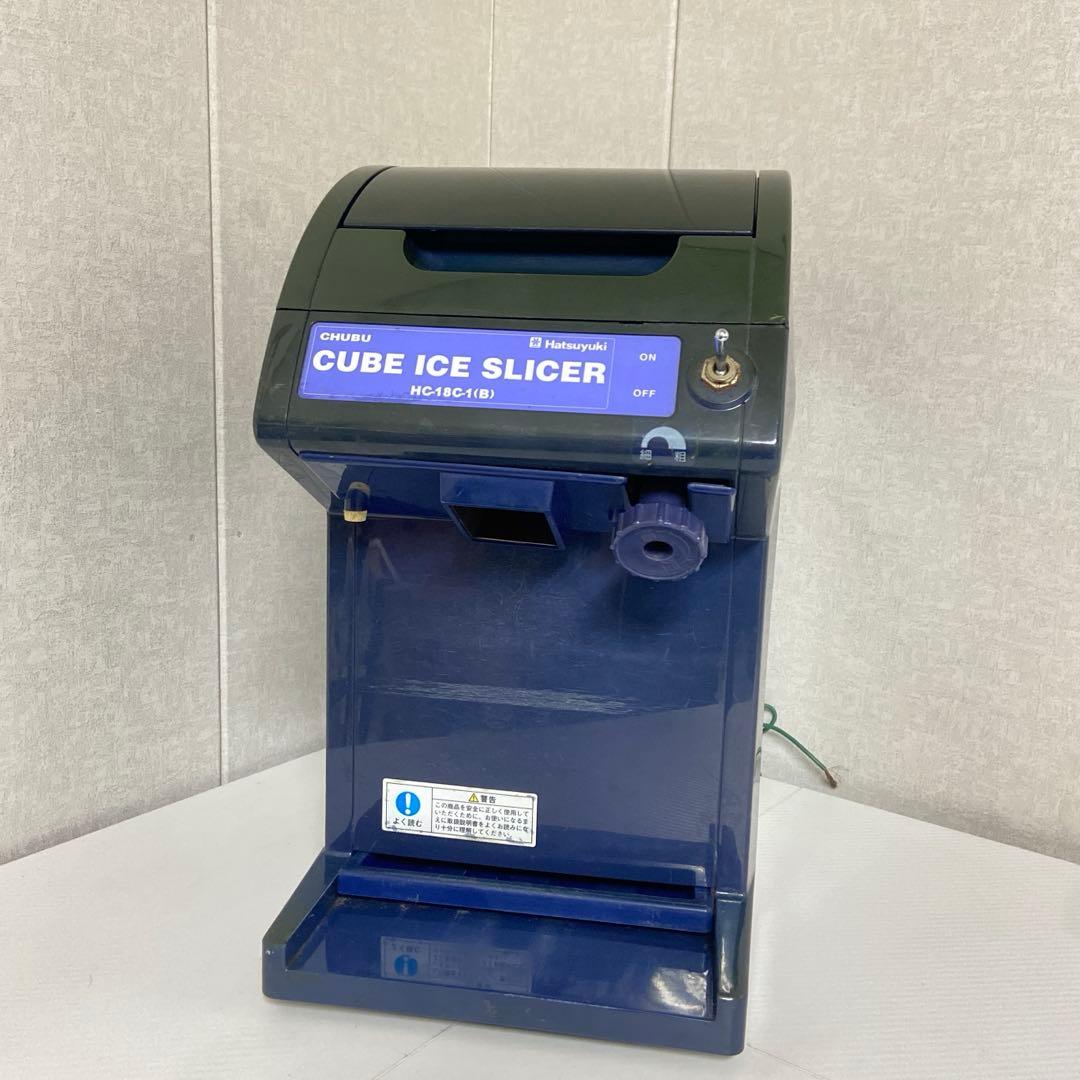 CHUBU
Hatsuyuki
CUBE ICE SLICER
HC-18C-1(B)
ON
OFF
細
警告
よく読む
この商品を安全に正しく使用して
いただくために、お使いになるま
えに取扱説明書をよくお読みにな
り十分に理解してください。